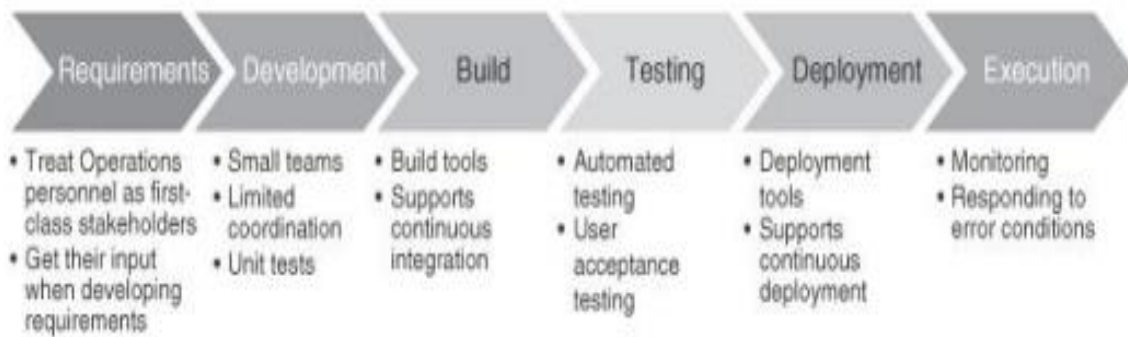 Requirements
Development
Build
Testing
Deployment
Execution
• Treat Operations
personnel as first-
class stakeholders
• Get their input
when developing
requirements
• Small teams
• Limited
coordination
• Unit tests
• Build tools
• Supports
continuous
integration
• Automated
testing
• User
acceptance
testing
• Deployment
tools
• Supports
continuous
deployment
• Monitoring
• Responding to
error conditions